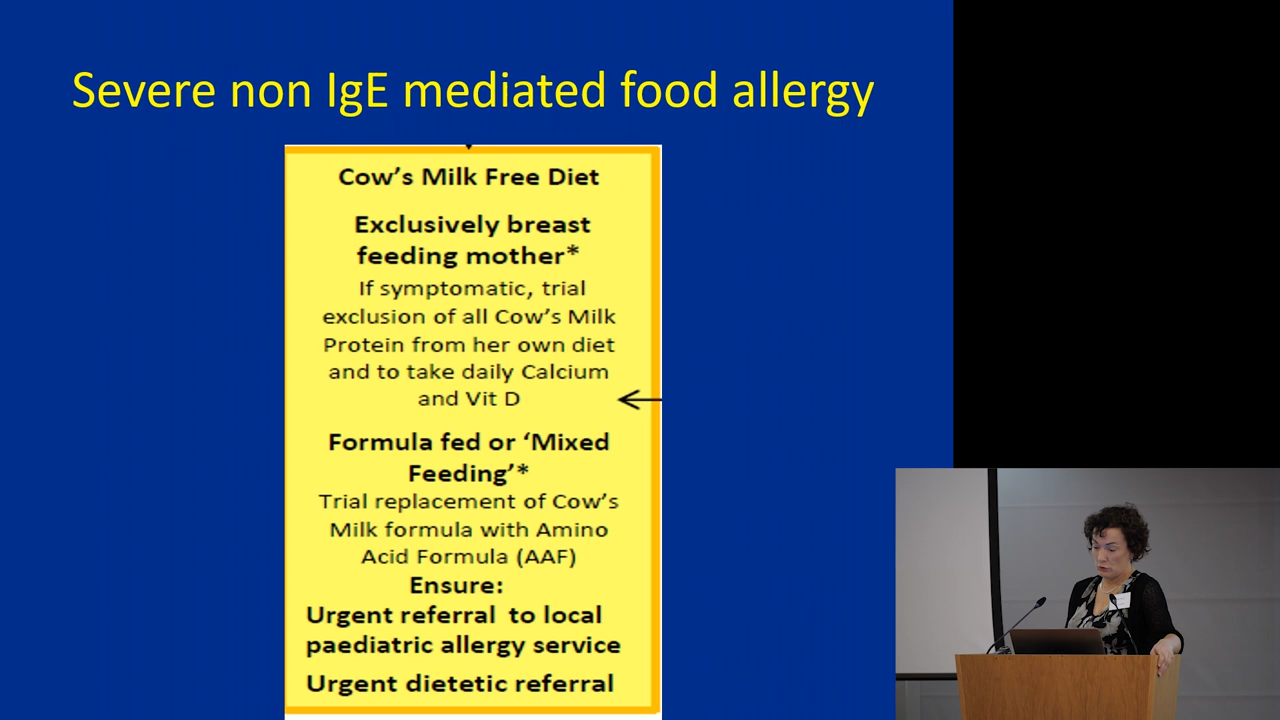 Severe non IgE mediated food allergy
Cow's Milk Free Diet
Exclusively breast
feeding mother*
If symptomatic, trial
exclusion of all Cow's Milk
Protein from her own diet
and to take daily Calcium
and Vit D
Formula fed or ‘Mixed
Feeding’*
Trial replacement of Cow's
Milk formula with Amino
Acid Formula (AAF)
Ensure:
Urgent referral to local
paediatric allergy service
Urgent dietetic referral